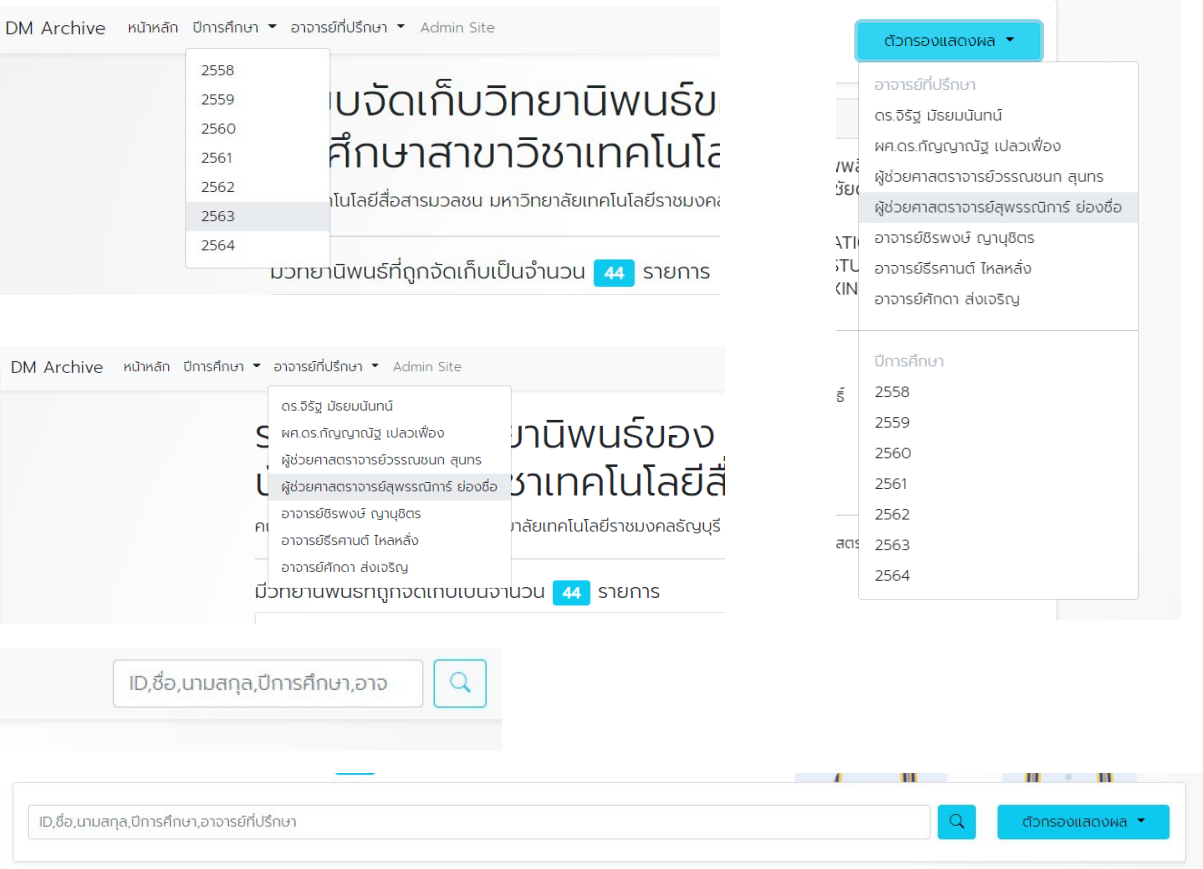 DM Archive หน้าหลัก ปีการศึกษา อาจารย์ที่ปรึกษา Admin Site
2558
2559
2560
2561
2562
2563
2564
บจัดเก็บวิทยานิพนธ์ข
ศึกษาสาขาวิชาเทคโนโล
โนโลยีสื่อสารมวลชน มหาวิทยาลัยเทคโนโลยีราชมงคล
มีวิทยานิพนธ์ที่ถูกจัดเก็บเป็นจำนวน 44 รายการ
ตัวกรองแสดงผล
อาจารย์ที่ปรึกษา
ดร.จิรัฐ มัธยมนันทน์
ผศ.ดร.กัญญาณัฐ เปลวเฟื่อง
ผู้ช่วยศาสตราจารย์วรรณชนก สุนทร
ผู้ช่วยศาสตราจารย์สุพรรณิการ์ ย่องซื่อ
อาจารย์ชิรพงษ์ ญานุชิตร
อาจารย์ธีรศานต์ ไหลหลั่ง
อาจารย์ศักดา ส่งเจริญ
ปีการศึกษา
2558
2559
2560
2561
2562
2563
2564
DM Archive หน้าหลัก ปีการศึกษา อาจารย์ที่ปรึกษา Admin Site
ดร.จิรัฐ มัธยมนันทน์
ผศ.ดร.กัญญาณัฐ เปลวเฟื่อง
ผู้ช่วยศาสตราจารย์วรรณชนก สุนทร
ผู้ช่วยศาสตราจารย์สุพรรณิการ์ ย่องซื่อ
อาจารย์ชิรพงษ์ ญานุชิตร
อาจารย์ธีรศานต์ ไหลหลั่ง
อาจารย์ศักดา ส่งเจริญ
ยานิพนธ์ของ
ชาเทคโนโลยีสื่
าลัยเทคโนโลยีราชมงคลธัญบุรี
มีวิทยานิพนธ์ที่ถูกจัดเก็บเป็นจำนวน 44 รายการ
ID,ชื่อ,นามสกุล,ปีการศึกษา,อาจ
ID,ชื่อ,นามสกุล,ปีการศึกษา,อาจารย์ที่ปรึกษา
ตัวกรองแสดงผล